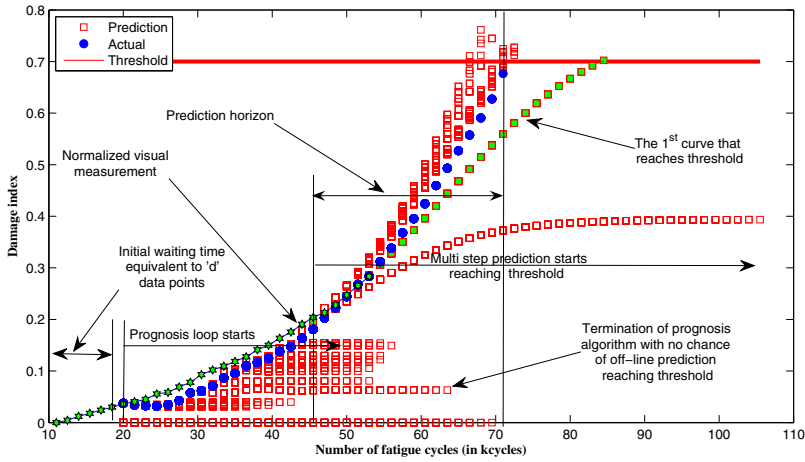 0.8
0.7
0.6
0.5
0.4
0.3
0.2
0.1
0
Damage index
Prediction
Actual
Threshold
Prediction horizon
Normalized visual
measurement
The 1st curve that
reaches threshold
Initial waiting time
equivalent to 'd'
data points
Multi step prediction starts
reaching threshold
Prognosis loop starts
Termination of prognosis
algorithm with no chance
of off-line prediction
reaching threshold
10 20 30 40 50 60 70 80 90 100 110
Number of fatigue cycles (in kcycles)